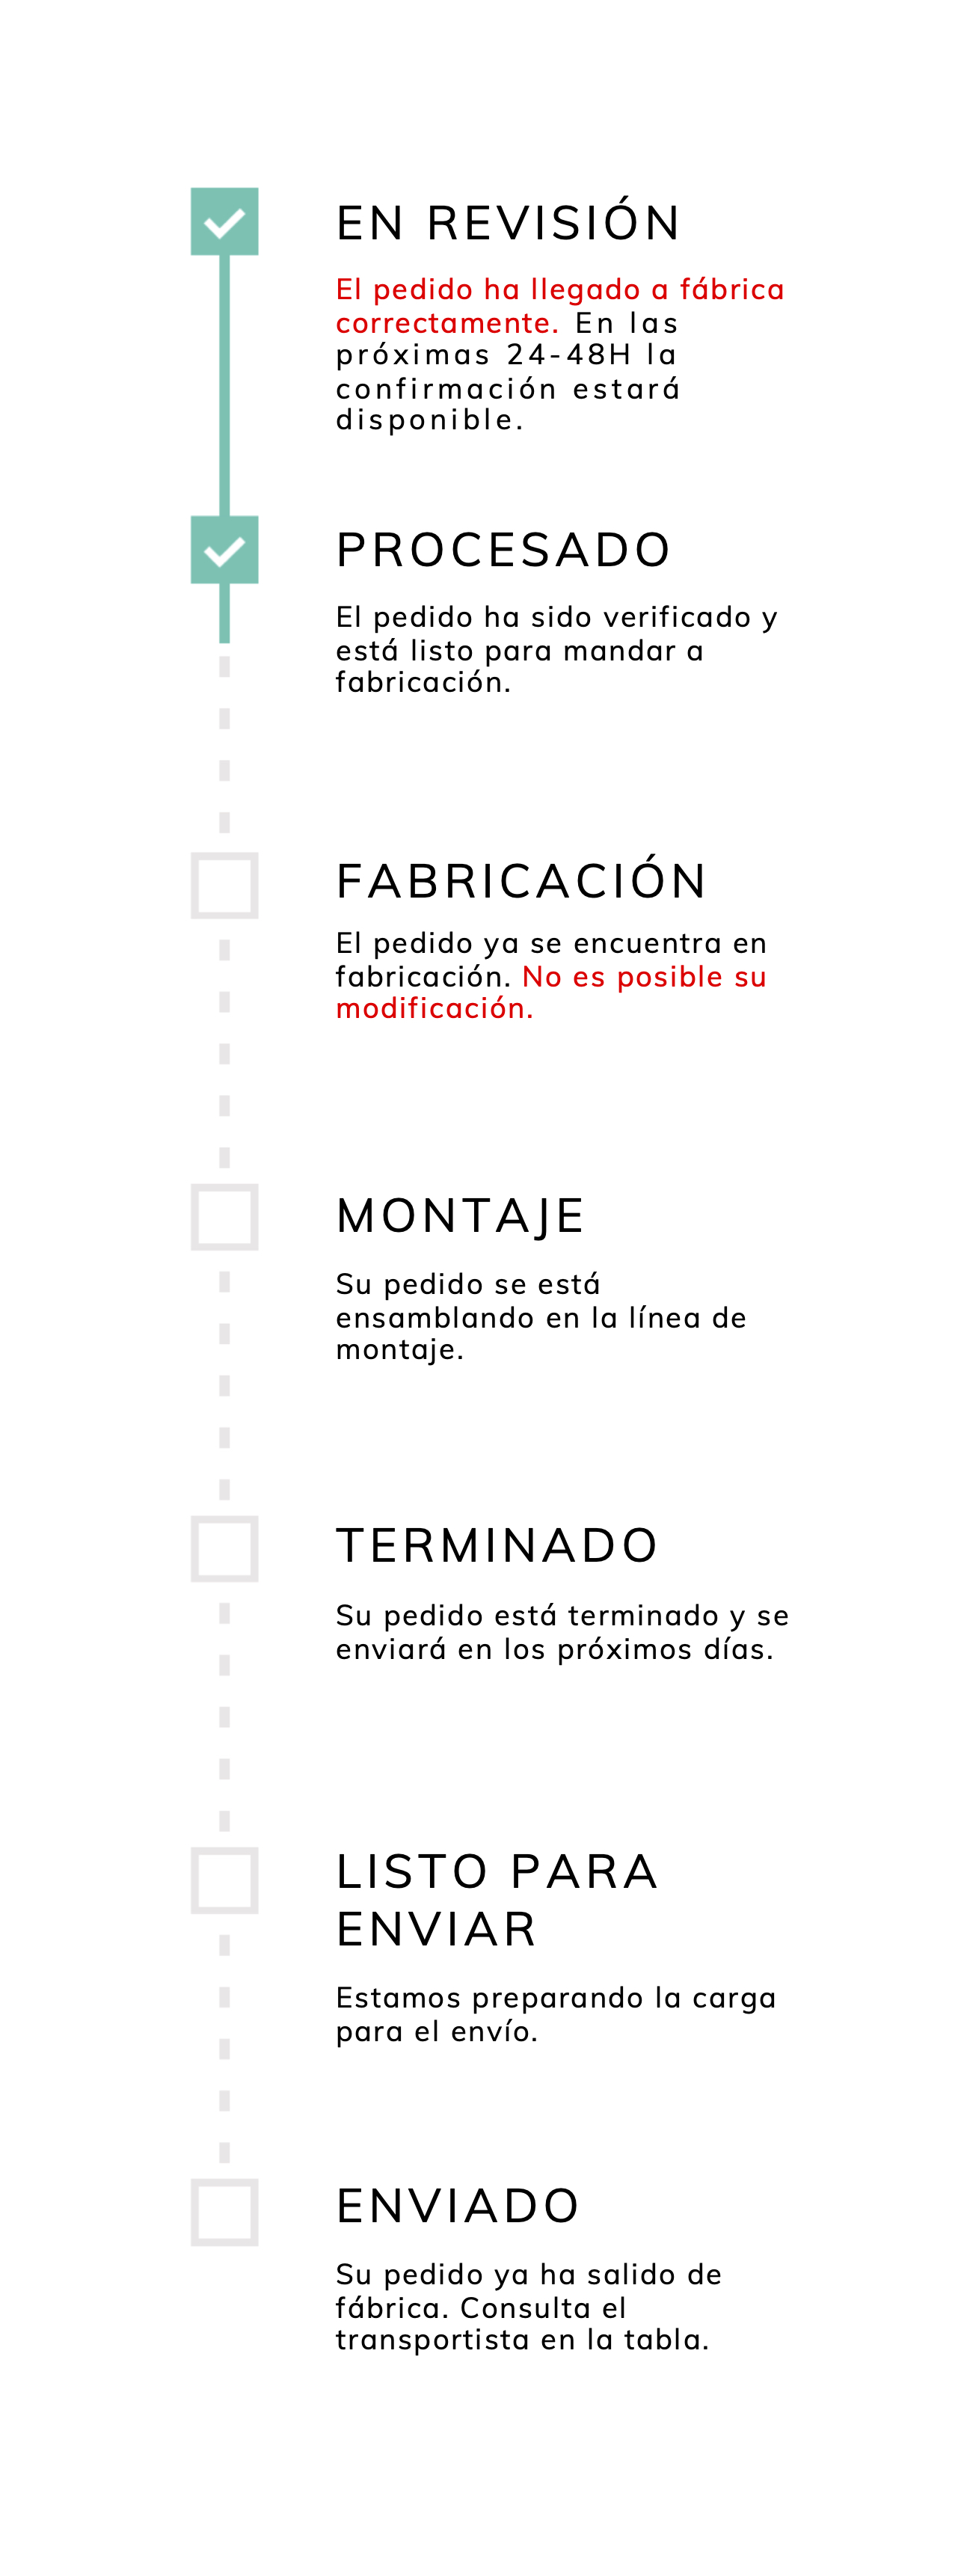 EN REVISIÓN
El pedido ha llegado a fábrica
correctamente. En las
próximas 24-48H la
confirmación estará
disponible.
PROCESADO
El pedido ha sido verificado y
está listo para mandar a
fabricación.
FABRICACIÓN
El pedido ya se encuentra en
fabricación. No es posible su
modificación.
MONTAJE
Su pedido se está
ensamblando en la línea de
montaje.
TERMINADO
Su pedido está terminado y se
enviará en los próximos días.
LISTO PARA
ENVIAR
Estamos preparando la carga
para el envío.
ENVIADO
Su pedido ya ha salido de
fábrica. Consulta el
transportista en la tabla.